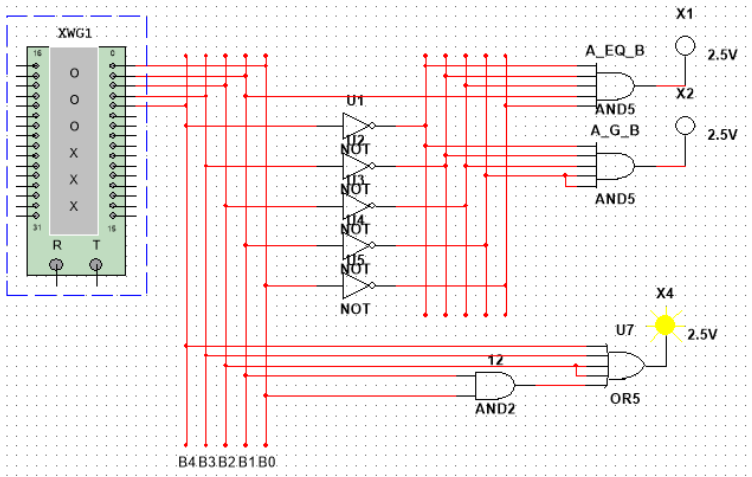 XWG1
16 0
O
O
O
X
X
X
31 15
R T
X1
A_EQ_B
2.5V
AND5
X2
A_G_B
2.5V
AND5
U1
NOT
U2
NOT
U3
NOT
U4
NOT
U5
NOT
X4
U7
2.5V
OR5
12
AND2
B4 B3 B2 B1 B0